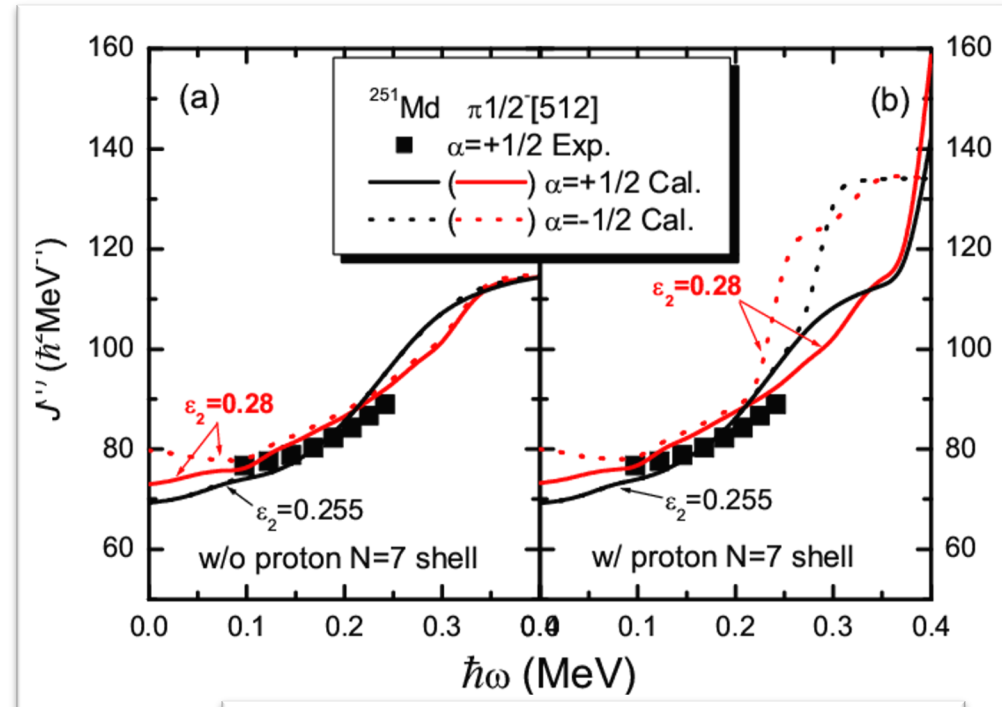 160
140
120
100
80
60
(a)
(b)
160
140
120
100
80
60
²⁵¹Md π1/2⁻[512]
■ α=+1/2 Exp.
( ) α=+1/2 Cal.
( ) α=-1/2 Cal.
ε₂=0.28
ε₂=0.28
ε₂=0.255
ε₂=0.255
w/o proton N=7 shell
w/ proton N=7 shell
0.0 0.1 0.2 0.3 0.1 0.2 0.3 0.4
ħω (MeV)